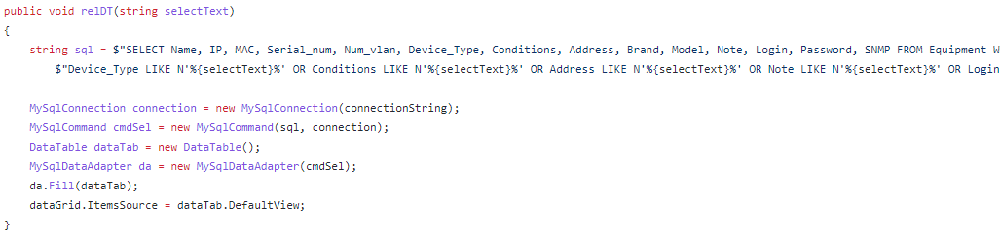 public void relDT(string selectText)
{
string sql = $"SELECT Name, IP, MAC, Serial_num, Num_vlan, Device_Type, Conditions, Address, Brand, Model, Note, Login, Password, SNMP FROM Equipment W
$"Device_Type LIKE N'%{selectText}%' OR Conditions LIKE N'%{selectText}%' OR Address LIKE N'%{selectText}%' OR Note LIKE N'%{selectText}%' OR Login
MySqlConnection connection = new MySqlConnection(connectionString);
MySqlCommand cmdSel = new MySqlCommand(sql, connection);
DataTable dataTab = new DataTable();
MySqlDataAdapter da = new MySqlDataAdapter(cmdSel);
da.Fill(dataTab);
dataGrid.ItemsSource = dataTab.DefaultView;
}